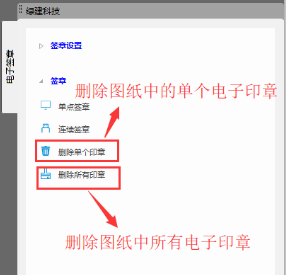 绿建科技
电子签章
签章设置
签章
删除图纸中的单个电子印章
单点签章
连续签章
删除单个印章
删除所有印章
删除图纸中所有电子印章